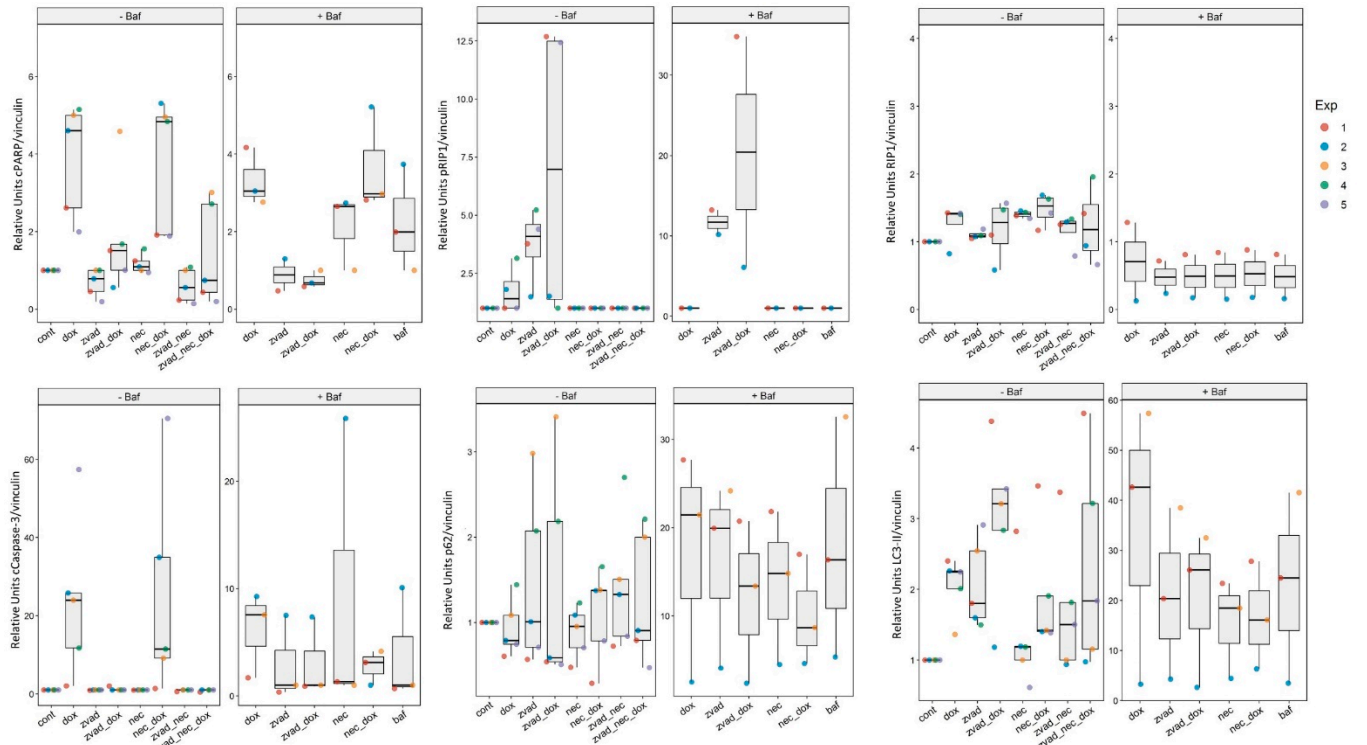 - Baf
+ Baf
Relative Units cPARP/vinculin
6
4
2
0
6
4
2
0
cont
dox
zvad
zvad_dox
nec
nec_dox
zvad_nec
zvad_nec_dox
dox
zvad
zvad_dox
nec
nec_dox
baf
- Baf
+ Baf
Relative Units pRIP1/vinculin
12.5
10.0
7.5
5.0
2.5
30
20
10
0
cont
dox
zvad
zvad_dox
nec
nec_dox
zvad_nec
zvad_nec_dox
dox
zvad
zvad_dox
nec
nec_dox
baf
- Baf
+ Baf
Relative Units RIP1/vinculin
4
3
2
1
0
4
3
2
1
0
cont
dox
zvad
zvad_dox
nec
nec_dox
zvad_nec
zvad_nec_dox
dox
zvad
zvad_dox
nec
nec_dox
baf
Exp
1
2
3
4
5
- Baf
+ Baf
Relative Units cCaspase-3/vinculin
60
40
20
0
20
10
0
cont
dox
zvad
zvad_dox
nec
nec_dox
zvad_nec
zvad_nec_dox
dox
zvad
zvad_dox
nec
nec_dox
baf
- Baf
+ Baf
Relative Units p62/vinculin
3
2
1
30
20
10
cont
dox
zvad
zvad_dox
nec
nec_dox
zvad_nec
zvad_nec_dox
dox
zvad
zvad_dox
nec
nec_dox
baf
- Baf
+ Baf
Relative Units LC3-II/vinculin
4
3
2
1
60
50
40
30
20
10
0
cont
dox
zvad
zvad_dox
nec
nec_dox
zvad_nec
zvad_nec_dox
dox
zvad
zvad_dox
nec
nec_dox
baf